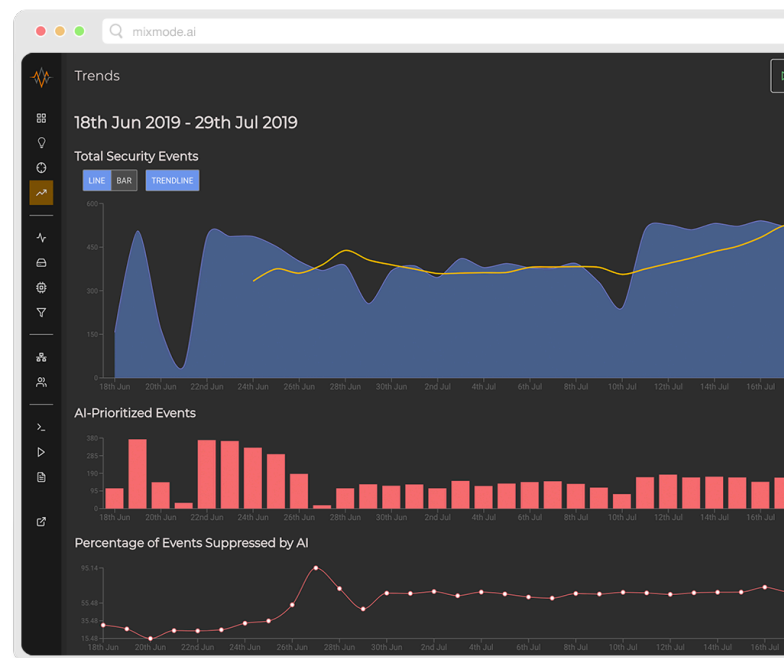 mixmode.ai
Trends
18th Jun 2019 - 29th Jul 2019
Total Security Events
LINE BAR TRENDLINE
600
450
300
150
0
18th Jun 20th Jun 22nd Jun 24th Jun 26th Jun 28th Jun 30th Jun 2nd Jul 4th Jul 6th Jul 8th Jul 10th Jul 12th Jul 14th Jul 16th Jul
AI-Prioritized Events
380
285
190
95
0
18th Jun 20th Jun 22nd Jun 24th Jun 26th Jun 28th Jun 30th Jun 2nd Jul 4th Jul 6th Jul 8th Jul 10th Jul 12th Jul 14th Jul 16th Jul
Percentage of Events Suppressed by AI
95.14
55.48
35.48
15.48
18th Jun 20th Jun 22nd Jun 24th Jun 26th Jun 28th Jun 30th Jun 2nd Jul 4th Jul 6th Jul 8th Jul 10th Jul 12th Jul 14th Jul 16th Jul